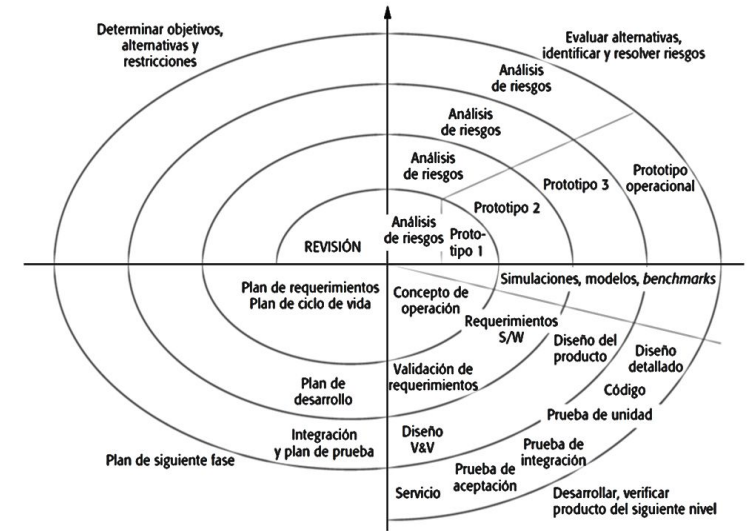 Determinar objetivos,
alternativas y
restricciones
Evaluar alternativas,
identificar y resolver riesgos
Análisis
de riesgos
Análisis
de riesgos
Análisis
de riesgos
Análisis
de riesgos
Proto-
tipo 1
Prototipo 2
Prototipo 3
Prototipo
operacional
REVISIÓN
Simulaciones, modelos, benchmarks
Plan de requerimientos
Plan de ciclo de vida
Concepto de
operación
Requerimientos
S/W
Diseño del
producto
Diseño
detallado
Validación de
requerimientos
Plan de
desarrollo
Código
Prueba de unidad
Integración
y plan de prueba
Diseño
V&V
Prueba de
integración
Plan de siguiente fase
Prueba de
aceptación
Servicio
Desarrollar, verificar
producto del siguiente nivel